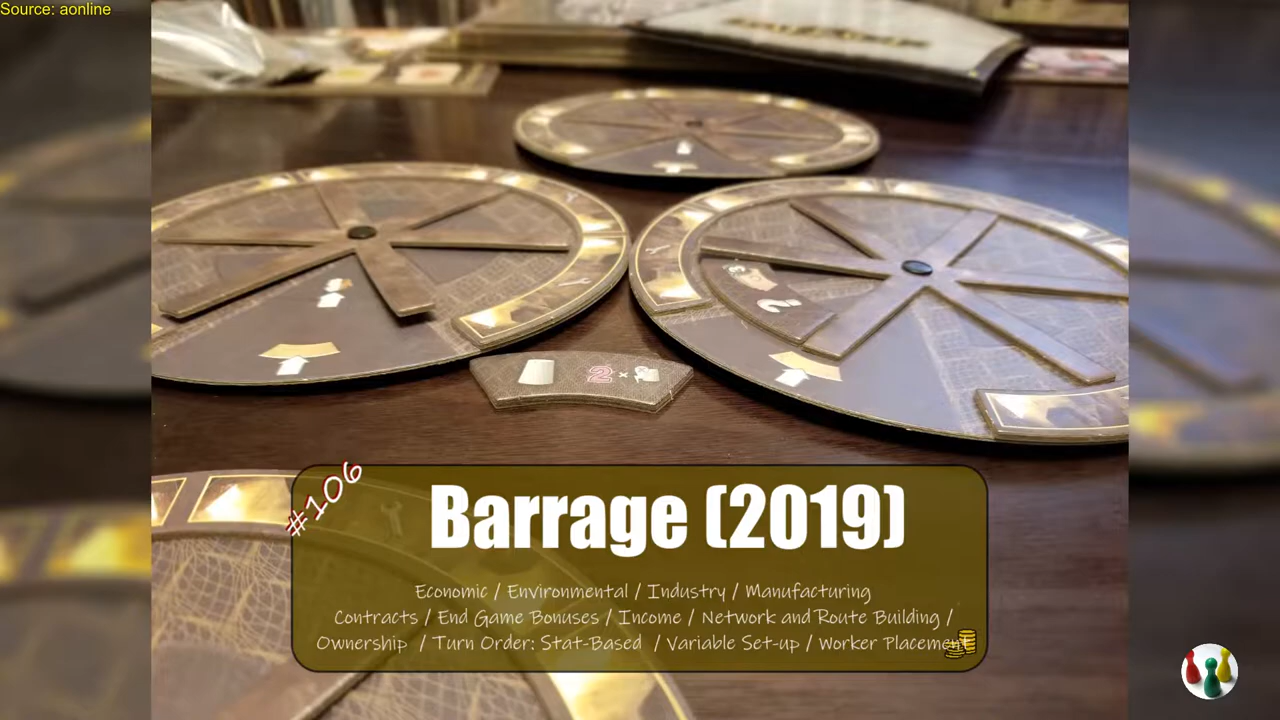 Source: aonline
2 x
#106
Barrage (2019)
Economic / Environmental / Industry / Manufacturing
Contracts / End Game Bonuses / Income / Network and Route Building /
Ownership / Turn Order: Stat-Based / Variable Set-up / Worker Placement